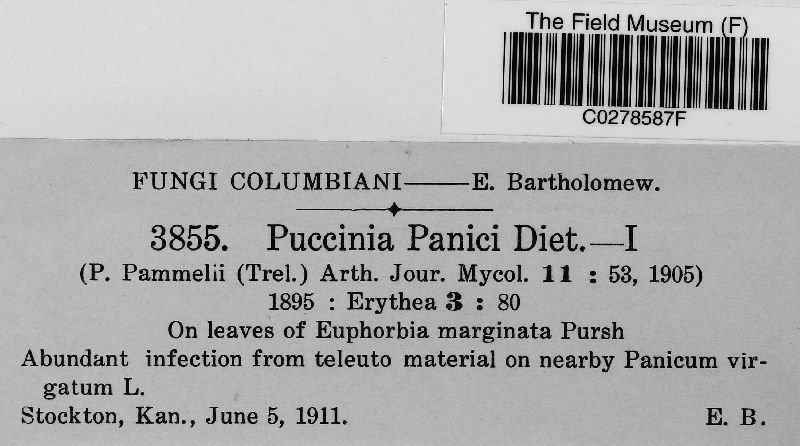 The Field Museum (F)
C0278587F
FUNGI COLUMBIANI——E. Bartholomew.
3855. Puccinia Panici Diet.—I
(P. Pammelii (Trel.) Arth. Jour. Mycol. 11 : 53, 1905)
1895 : Erythea 3 : 80
On leaves of Euphorbia marginata Pursh
Abundant infection from teleuto material on nearby Panicum vir-
gatum L.
Stockton, Kan., June 5, 1911. E. B.